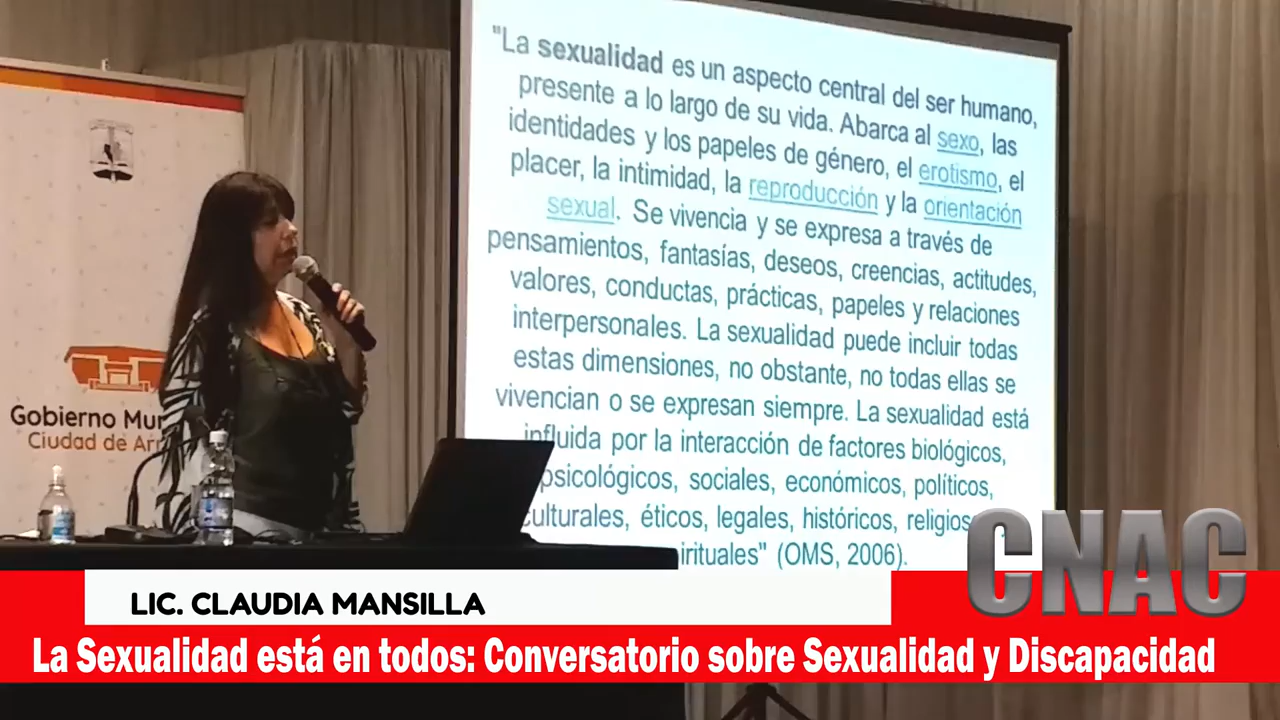 "La sexualidad es un aspecto central del ser humano,
presente a lo largo de su vida. Abarca al sexo, las
identidades y los papeles de género, el erotismo, el
placer, la intimidad, la reproducción y la orientación
sexual. Se vivencia y se expresa a través de
pensamientos, fantasías, deseos, creencias, actitudes,
valores, conductas, prácticas, papeles y relaciones
interpersonales. La sexualidad puede incluir todas
estas dimensiones, no obstante, no todas ellas se
vivencian o se expresan siempre. La sexualidad está
influida por la interacción de factores biológicos,
psicológicos, sociales, económicos, políticos,
culturales, éticos, legales, históricos, religios
irituales" (OMS, 2006).
Gobierno Mun
Ciudad de Arr
CNAC
LIC. CLAUDIA MANSILLA
La Sexualidad está en todos: Conversatorio sobre Sexualidad y Discapacidad